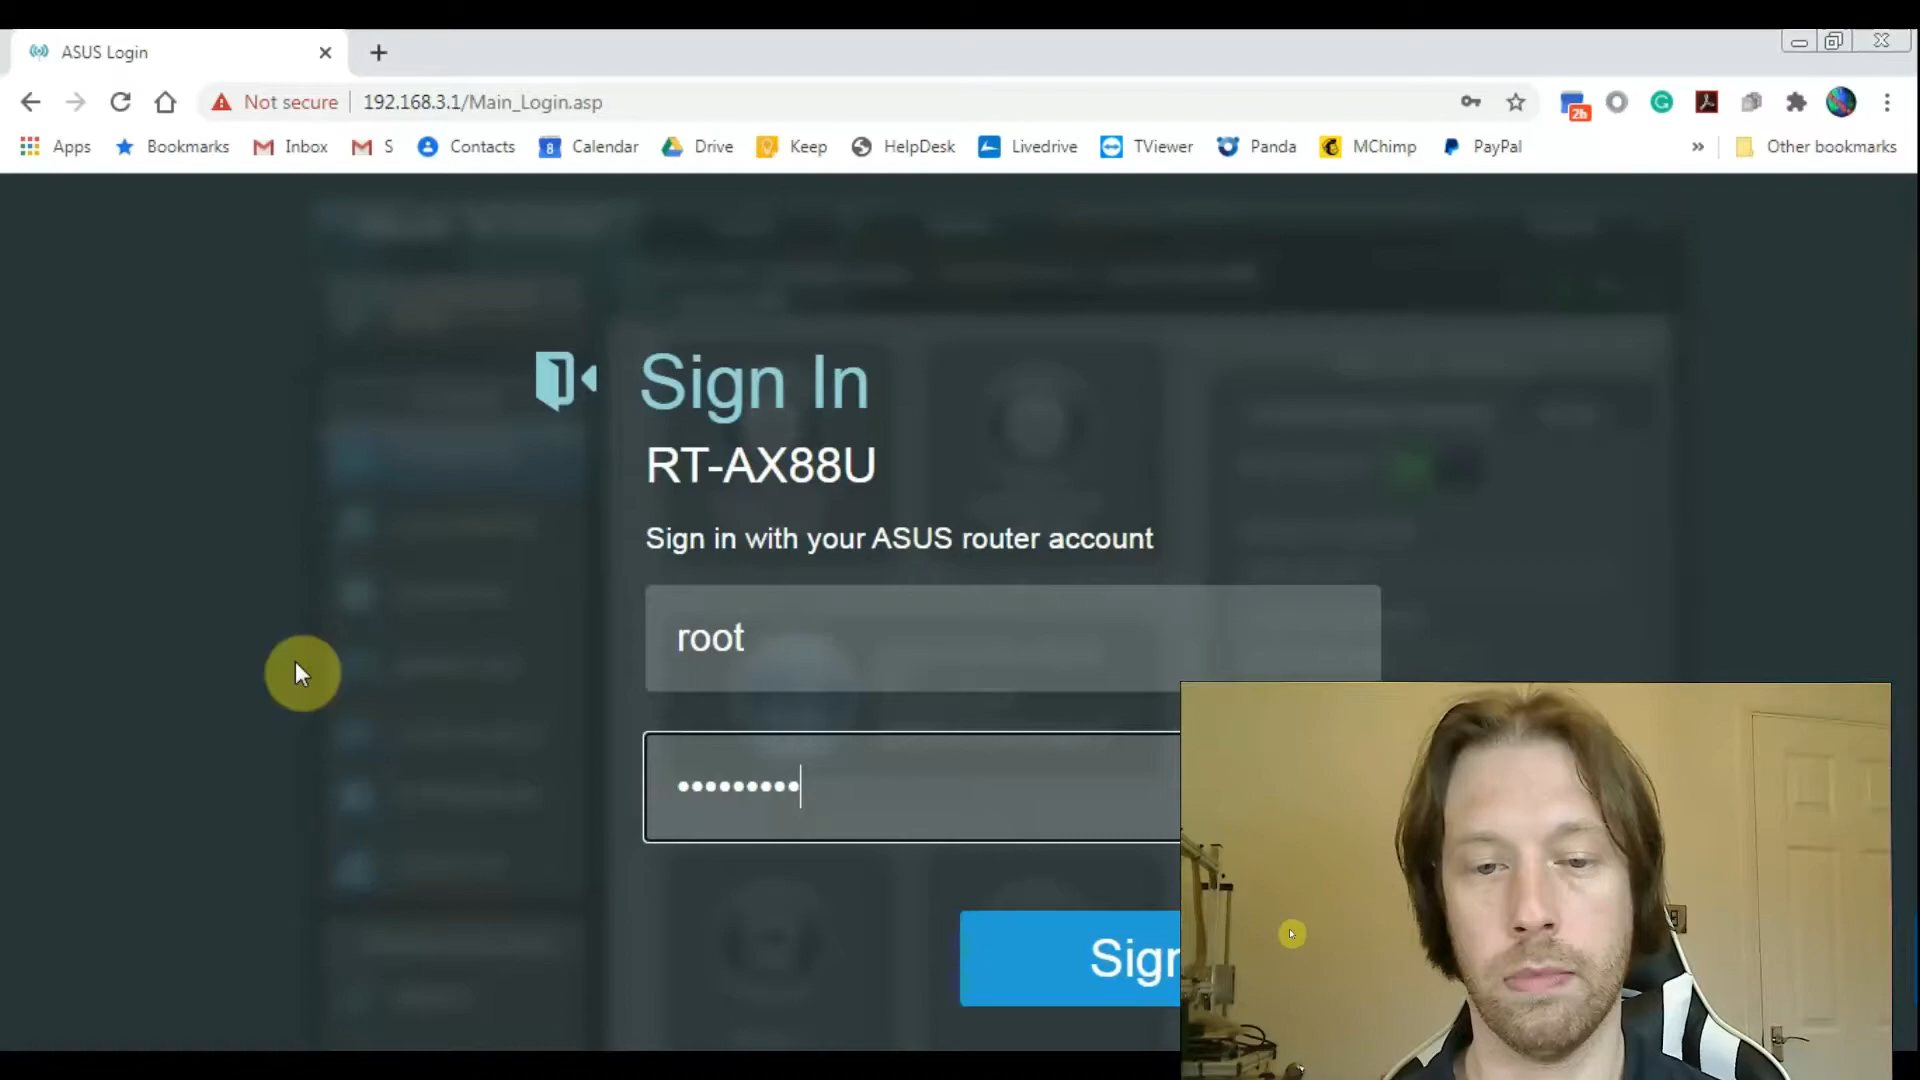 ASUS Login
Not secure 192.168.3.1/Main_Login.asp
2h
Apps Bookmarks Inbox S Contacts 8 Calendar Drive Keep HelpDesk Livedrive TViewer Panda MChimp PayPal » Other bookmarks
Sign In
RT-AX88U
Sign in with your ASUS router account
root
•••••••••
Sign